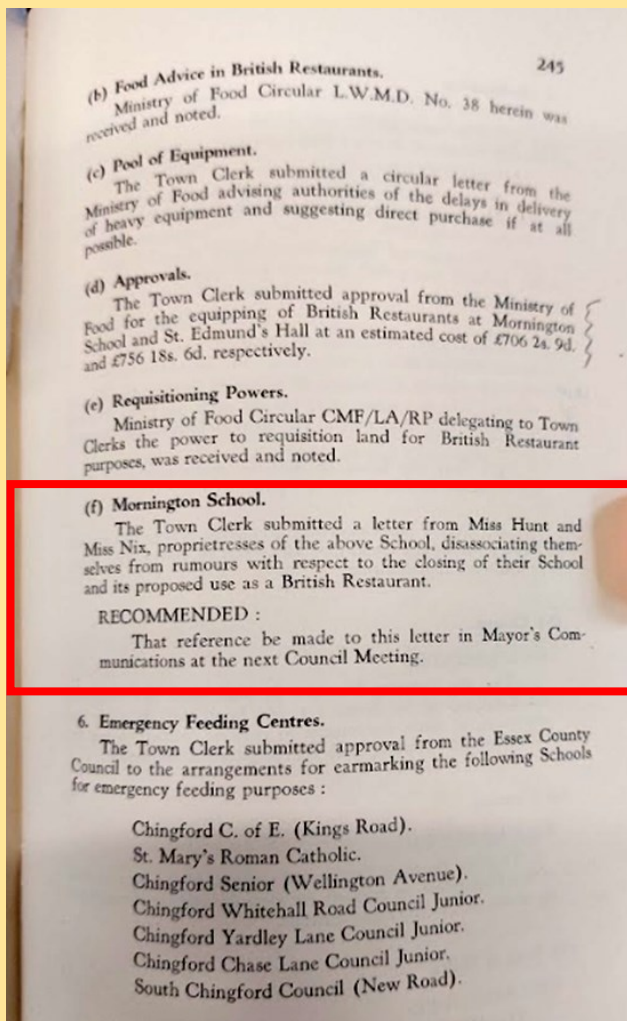 245
(b) Food Advice in British Restaurants.
Ministry of Food Circular L.W.M.D. No. 38 herein was
received and noted.
(c) Pool of Equipment.
The Town Clerk submitted a circular letter from the
Ministry of Food advising authorities of the delays in delivery
of heavy equipment and suggesting direct purchase if at all
possible.
(d) Approvals.
The Town Clerk submitted approval from the Ministry of
Food for the equipping of British Restaurants at Mornington
School and St. Edmund's Hall at an estimated cost of £706 2s. 9d.
and £756 18s. 6d. respectively.
(e) Requisitioning Powers.
Ministry of Food Circular CMF/LA/RP delegating to Town
Clerks the power to requisition land for British Restaurant
purposes, was received and noted.
(f) Mornington School.
The Town Clerk submitted a letter from Miss Hunt and
Miss Nix, proprietresses of the above School, disassociating them-
selves from rumours with respect to the closing of their School
and its proposed use as a British Restaurant.
RECOMMENDED :
That reference be made to this letter in Mayor's Com-
munications at the next Council Meeting.
6. Emergency Feeding Centres.
The Town Clerk submitted approval from the Essex County
Council to the arrangements for earmarking the following Schools
for emergency feeding purposes :
Chingford C. of E. (Kings Road).
St. Mary's Roman Catholic.
Chingford Senior (Wellington Avenue).
Chingford Whitehall Road Council Junior.
Chingford Yardley Lane Council Junior.
Chingford Chase Lane Council Junior.
South Chingford Council (New Road).